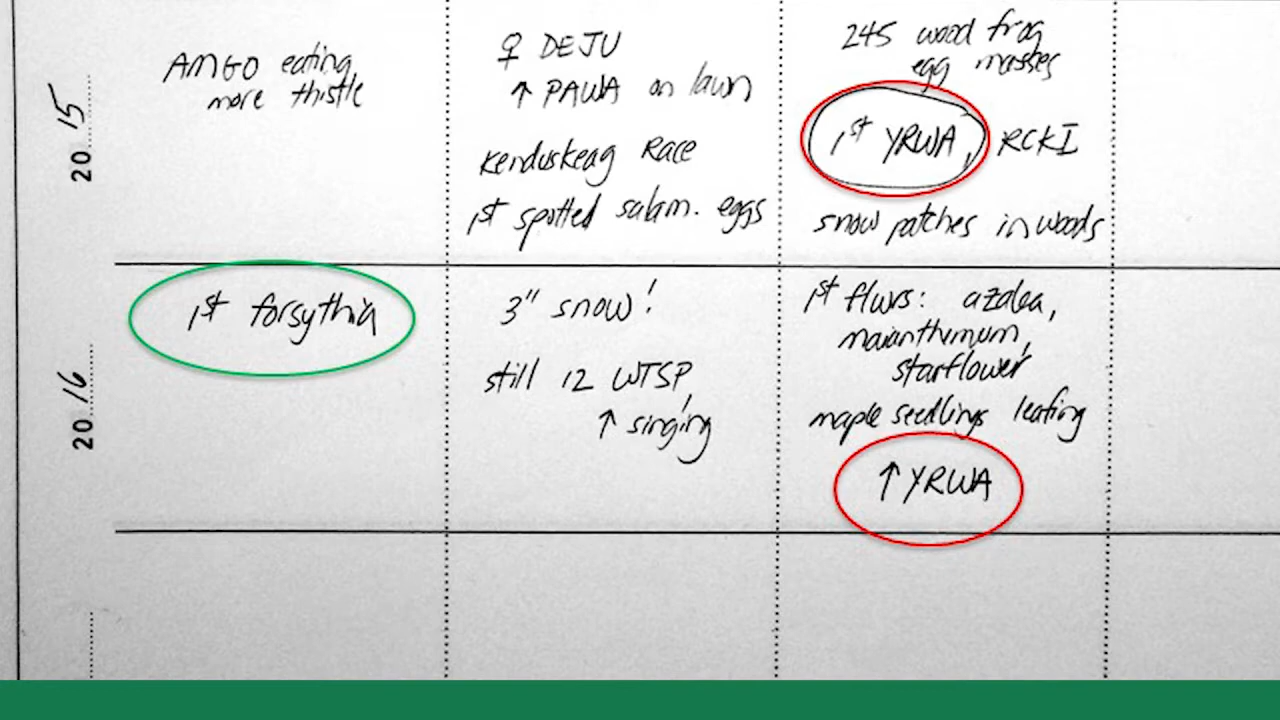 20 15
AMGO eating
more thistle
♀ DEJU
↑ PAWA on lawn
Kenduskeag Race
1st spotted salam. eggs
245 wood frog
egg masses
1st YRWA, RCKI
snow patches in woods
20 16
1st forsythia
3" snow!
still 12 WTSP
↑ singing
1st flwrs: azalea,
maianthemum,
starflower
maple seedlings leafing
↑ YRWA